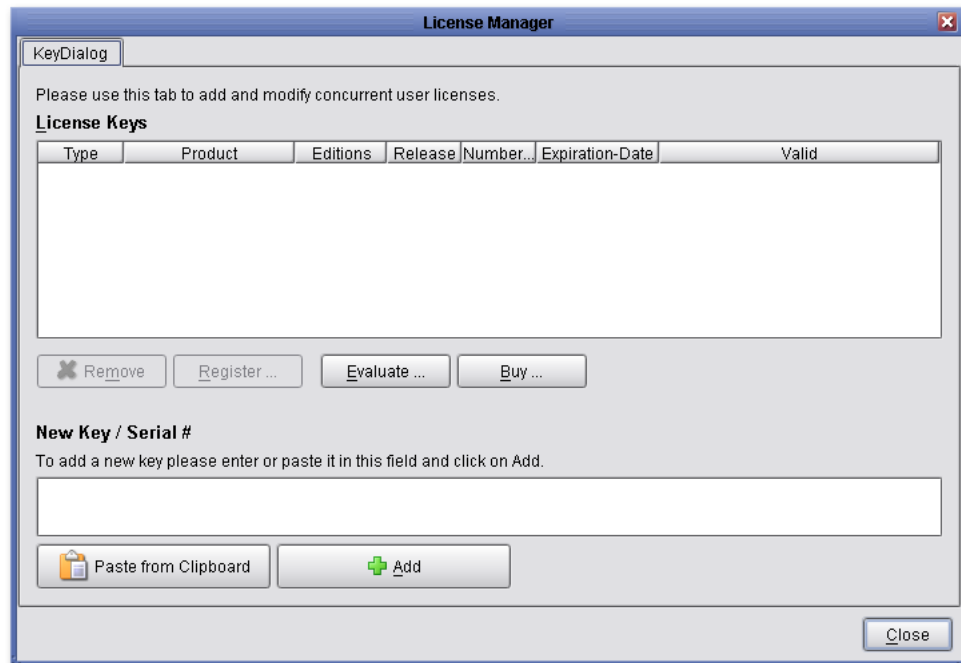 License Manager
KeyDialog
Please use this tab to add and modify concurrent user licenses.
License Keys
Type Product Editions Release Number... Expiration-Date Valid
Remove Register ... Evaluate ... Buy ...
New Key / Serial #
To add a new key please enter or paste it in this field and click on Add.
Paste from Clipboard Add
Close